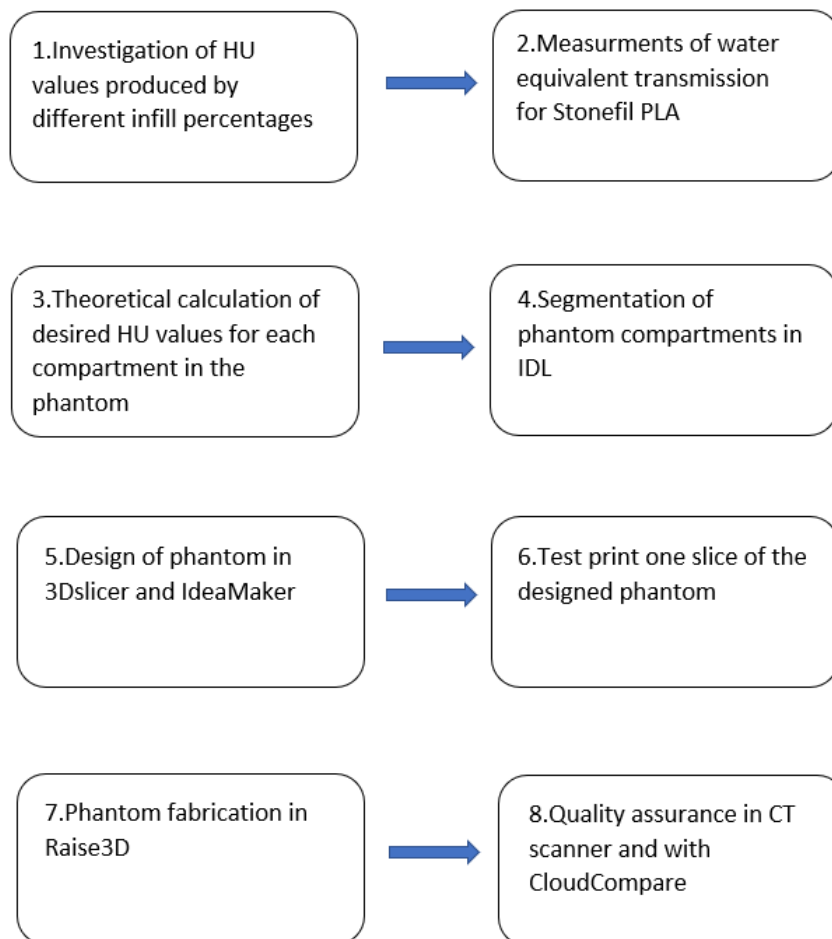 1.Investigation of HU
values produced by
different infill percentages
2.Measurments of water
equivalent transmission
for Stonefil PLA
3.Theoretical calculation of
desired HU values for each
compartment in the
phantom
4.Segmentation of
phantom compartments in
IDL
5.Design of phantom in
3Dslicer and IdeaMaker
6.Test print one slice of the
designed phantom
7.Phantom fabrication in
Raise3D
8.Quality assurance in CT
scanner and with
CloudCompare